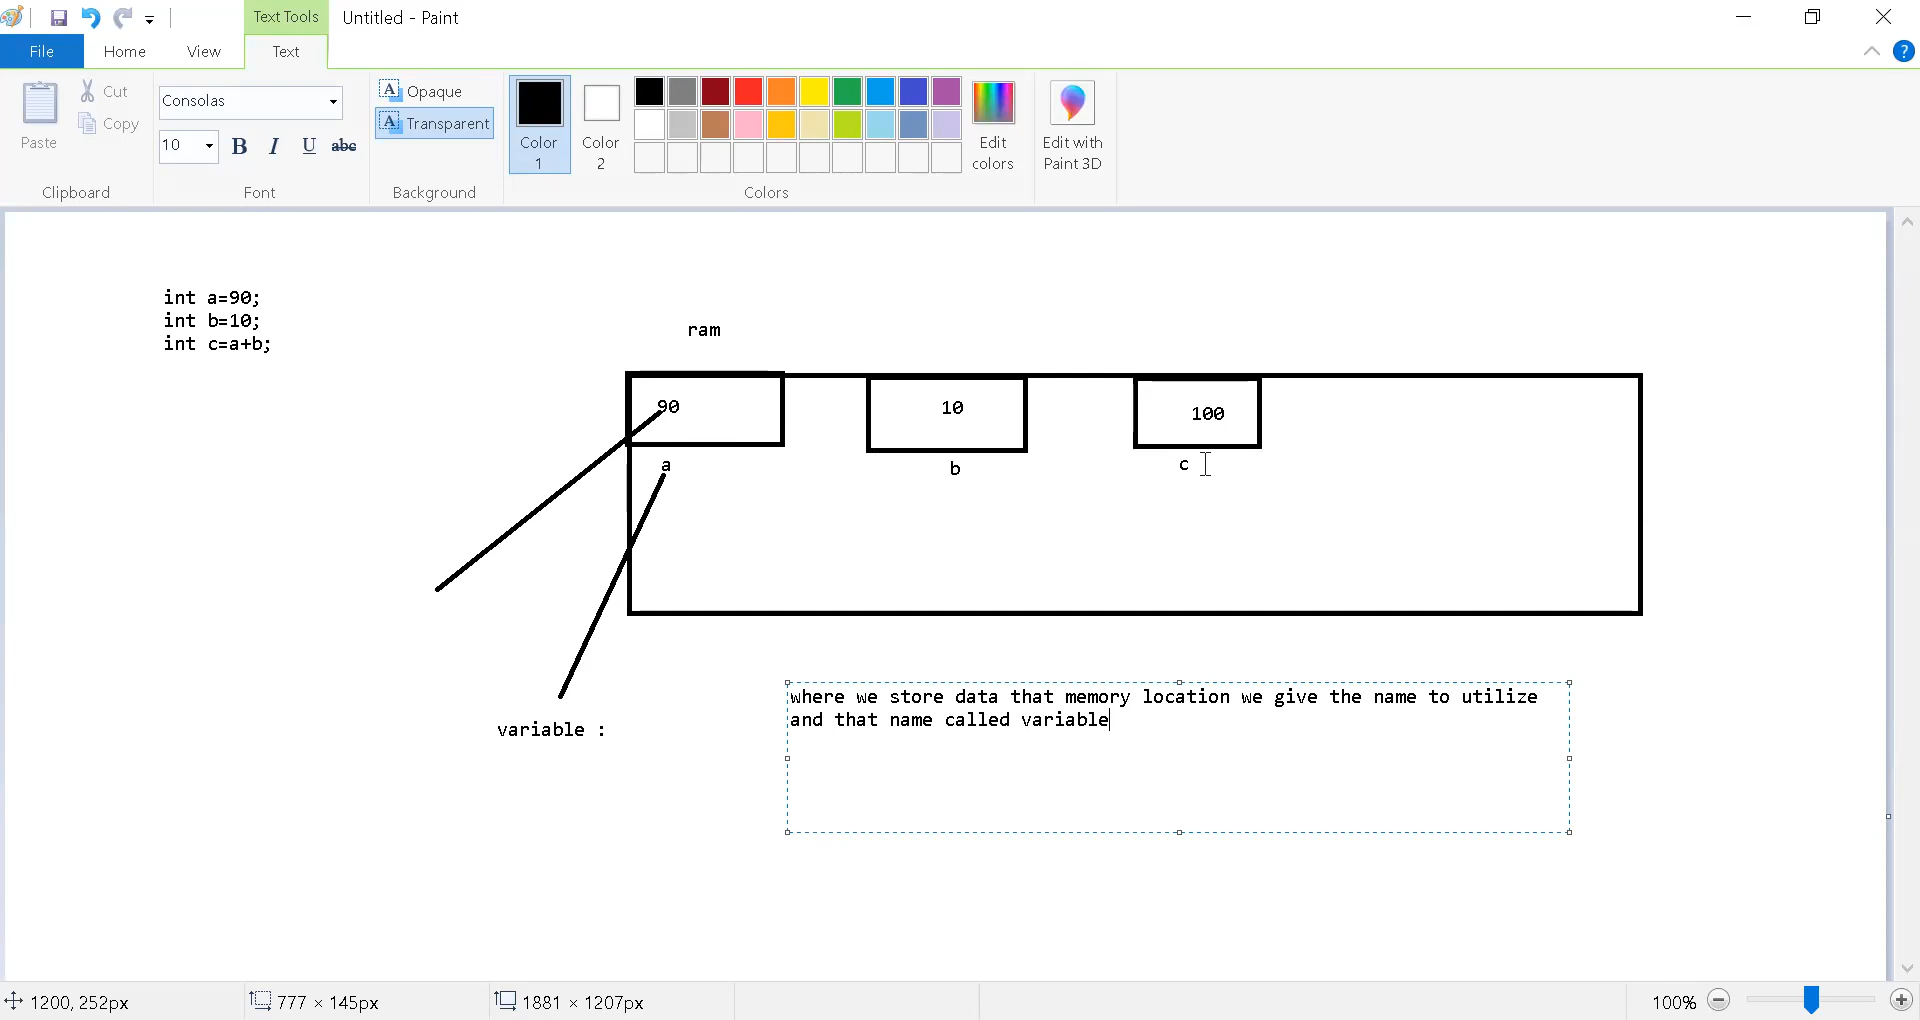 Text Tools
Untitled - Paint
File
Home
View
Text
Paste
Cut
Copy
Clipboard
Consolas
10
B I U abc
Font
A Opaque
A Transparent
Background
Color 1
Color 2
Colors
Edit colors
Edit with Paint 3D
?
int a=90;
int b=10;
int c=a+b;
ram
90
10
100
a
b
c
variable :
where we store data that memory location we give the name to utilize
and that name called variable
1200, 252px
777 × 145px
1881 × 1207px
100%